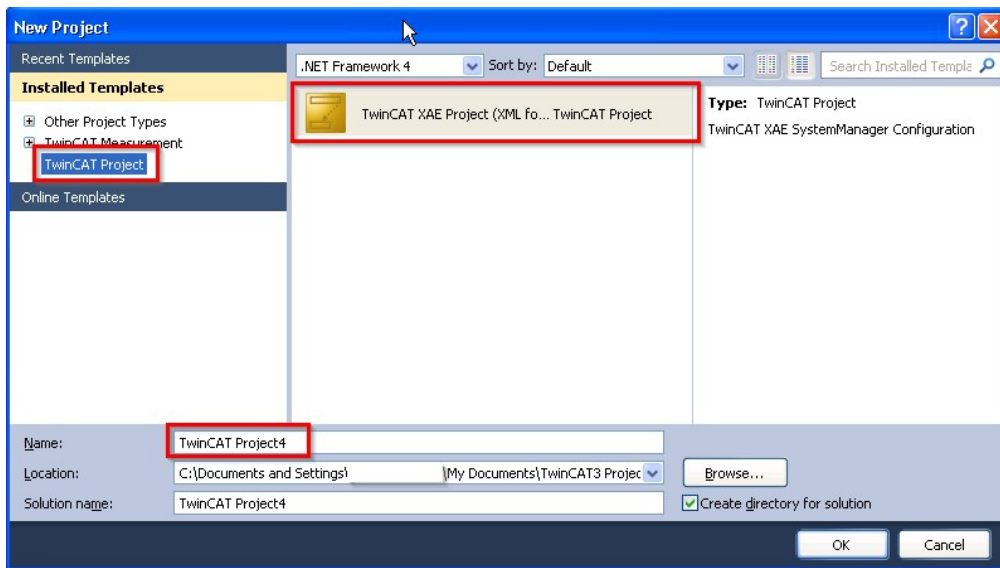 New Project
Recent Templates
.NET Framework 4 Sort by: Default Search Installed Temple
Installed Templates
TwinCAT XAE Project (XML fo... TwinCAT Project
Type: TwinCAT Project
Other Project Types
TwinCAT XAE SystemManager Configuration
TwinCAT Measurement
TwinCAT Project
Online Templates
Name: TwinCAT Project4
Location: C:\Documents and Settings\ \My Documents\TwinCAT3 Projec Browse...
Solution name: TwinCAT Project4 Create directory for solution
OK Cancel